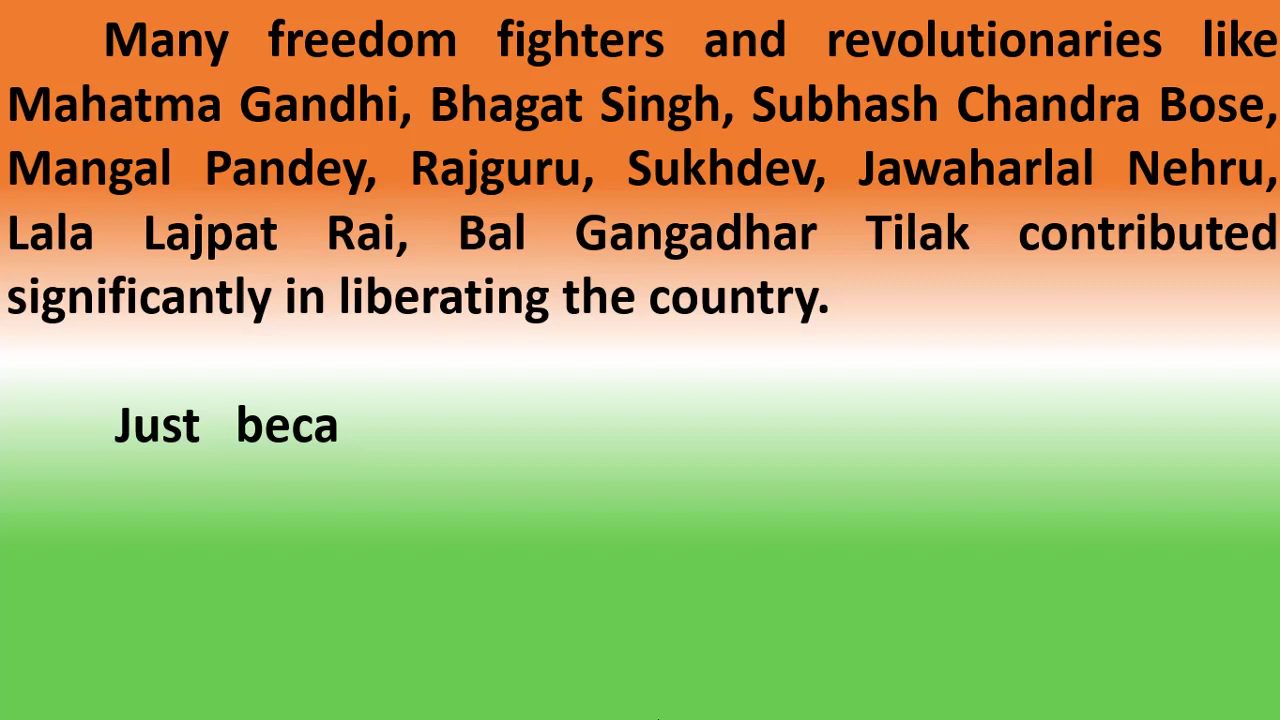 Many freedom fighters and revolutionaries like
Mahatma Gandhi, Bhagat Singh, Subhash Chandra Bose,
Mangal Pandey, Rajguru, Sukhdev, Jawaharlal Nehru,
Lala Lajpat Rai, Bal Gangadhar Tilak contributed
significantly in liberating the country.
Just beca